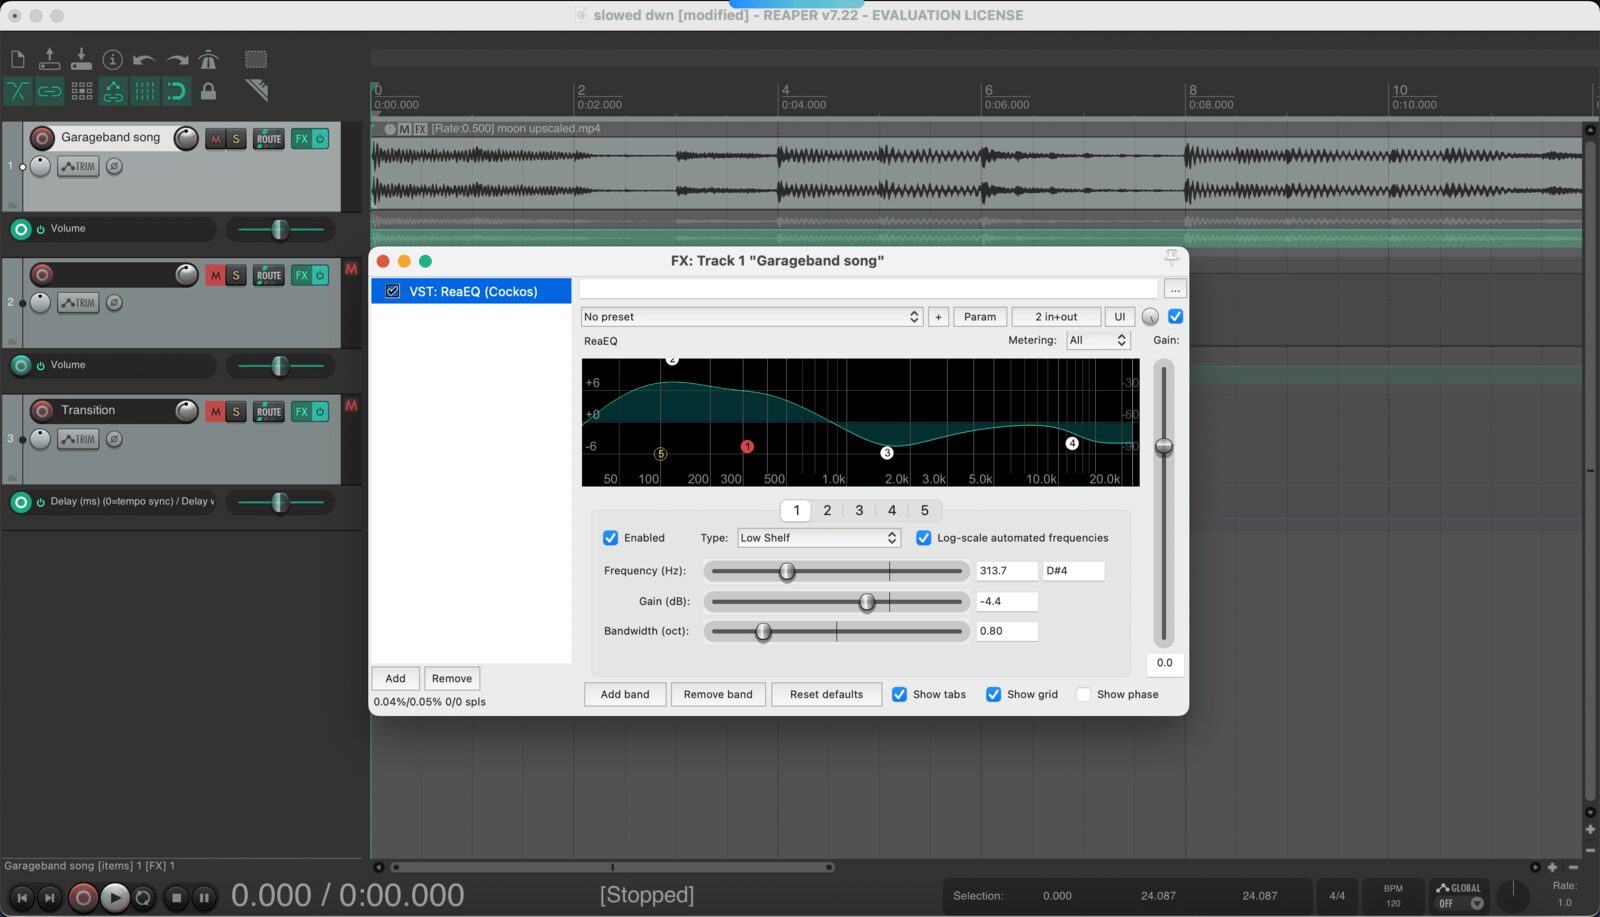 slowed dwn [modified] - REAPER v7.22 - EVALUATION LICENSE
0
0:00.000
2
0:02.000
4
0:04.000
6
0:06.000
8
0:08.000
10
0:10.000
M FX [Rate:0.500] moon upscaled.mp4
1
Garageband song
M S ROUTE FX
TRIM
Volume
2
M S ROUTE FX M
TRIM
Volume
3
Transition
M S ROUTE FX M
TRIM
Delay (ms) (0=tempo sync) / Delay
FX: Track 1 "Garageband song"
VST: ReaEQ (Cockos)
...
No preset + Param 2 in+out UI
ReaEQ Metering: All Gain:
+6
+0
-6
-30
-60
-90
2
5
1
3
4
50 100 200 300 500 1.0k 2.0k 3.0k 5.0k 10.0k 20.0k
1 2 3 4 5
Enabled Type: Low Shelf Log-scale automated frequencies
Frequency (Hz): 313.7 D#4
Gain (dB): -4.4
Bandwidth (oct): 0.80
0.0
Add Remove
0.04%/0.05% 0/0 spls
Add band Remove band Reset defaults Show tabs Show grid Show phase
Garageband song [items] 1 [FX] 1
0.000 / 0:00.000
[Stopped]
Selection: 0.000 24.087 24.087
4/4
BPM
120
GLOBAL
OFF
Rate:
1.0